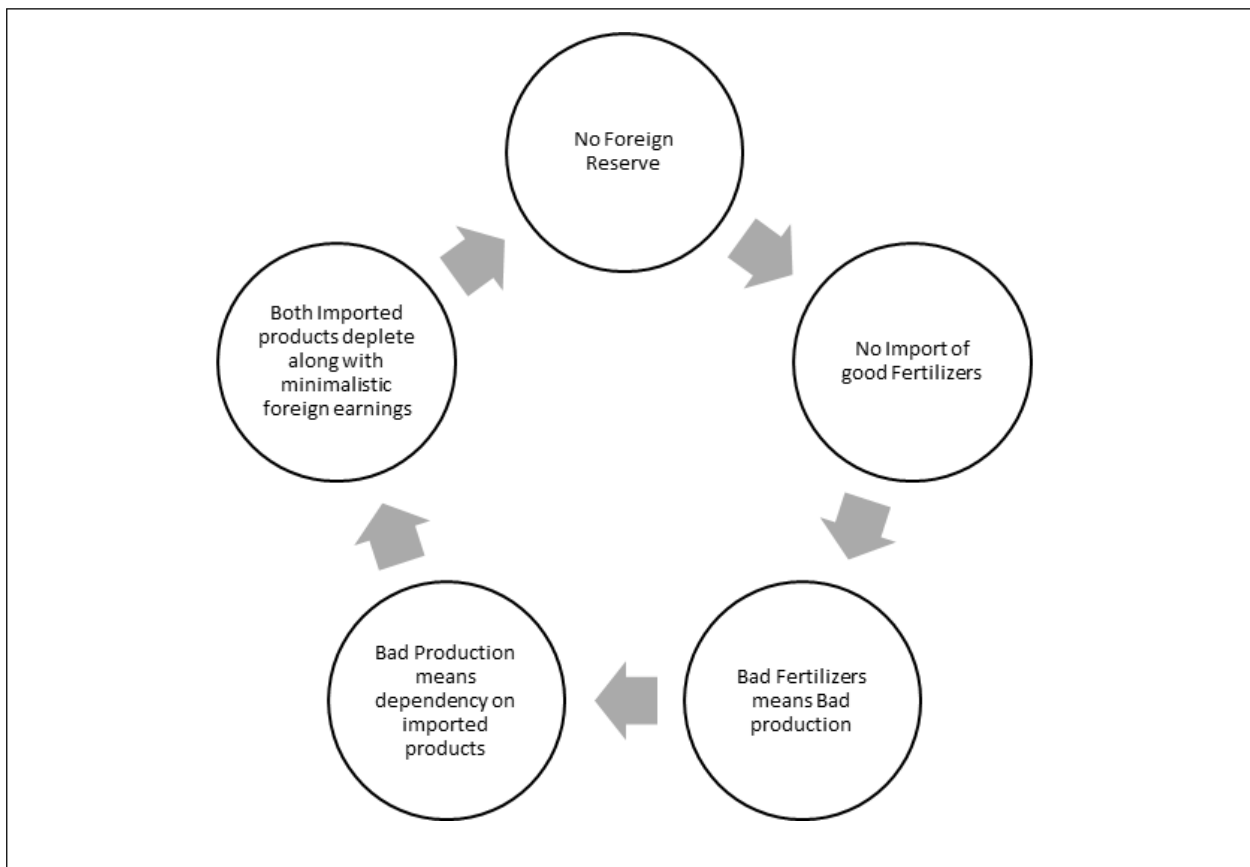 No Foreign
Reserve
No Import of
good Fertilizers
Bad Fertilizers
means Bad
production
Bad Production
means
dependency on
imported
products
Both Imported
products deplete
along with
minimalistic
foreign earnings